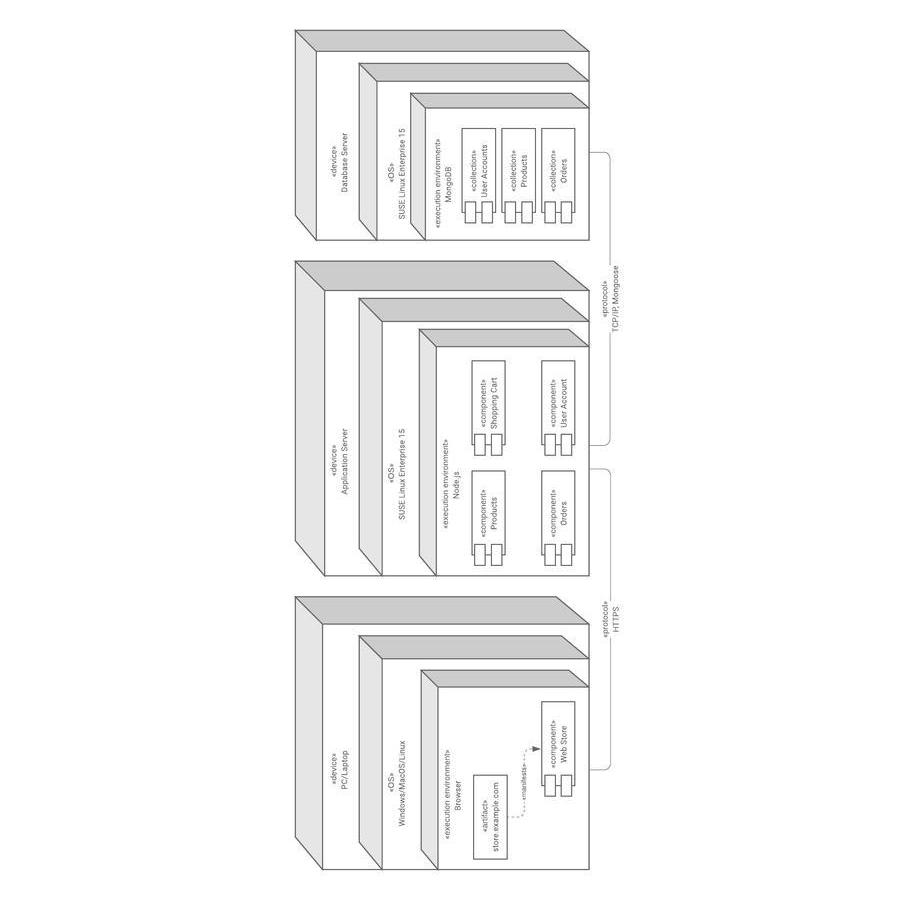 «device»
PC/Laptop
«OS»
Windows/MacOS/Linux
«execution environment»
Browser
«artifact»
store.example.com
«manifests»
«component»
Web Store
«protocol»
HTTPS
«device»
Application Server
«OS»
SUSE Linux Enterprise 15
«execution environment»
Node.js
«component»
Products
«component»
Shopping Cart
«component»
Orders
«component»
User Account
«protocol»
TCP/IP, Mongoose
«device»
Database Server
«OS»
SUSE Linux Enterprise 15
«execution environment»
MongoDB
«collection»
User Accounts
«collection»
Products
«collection»
Orders